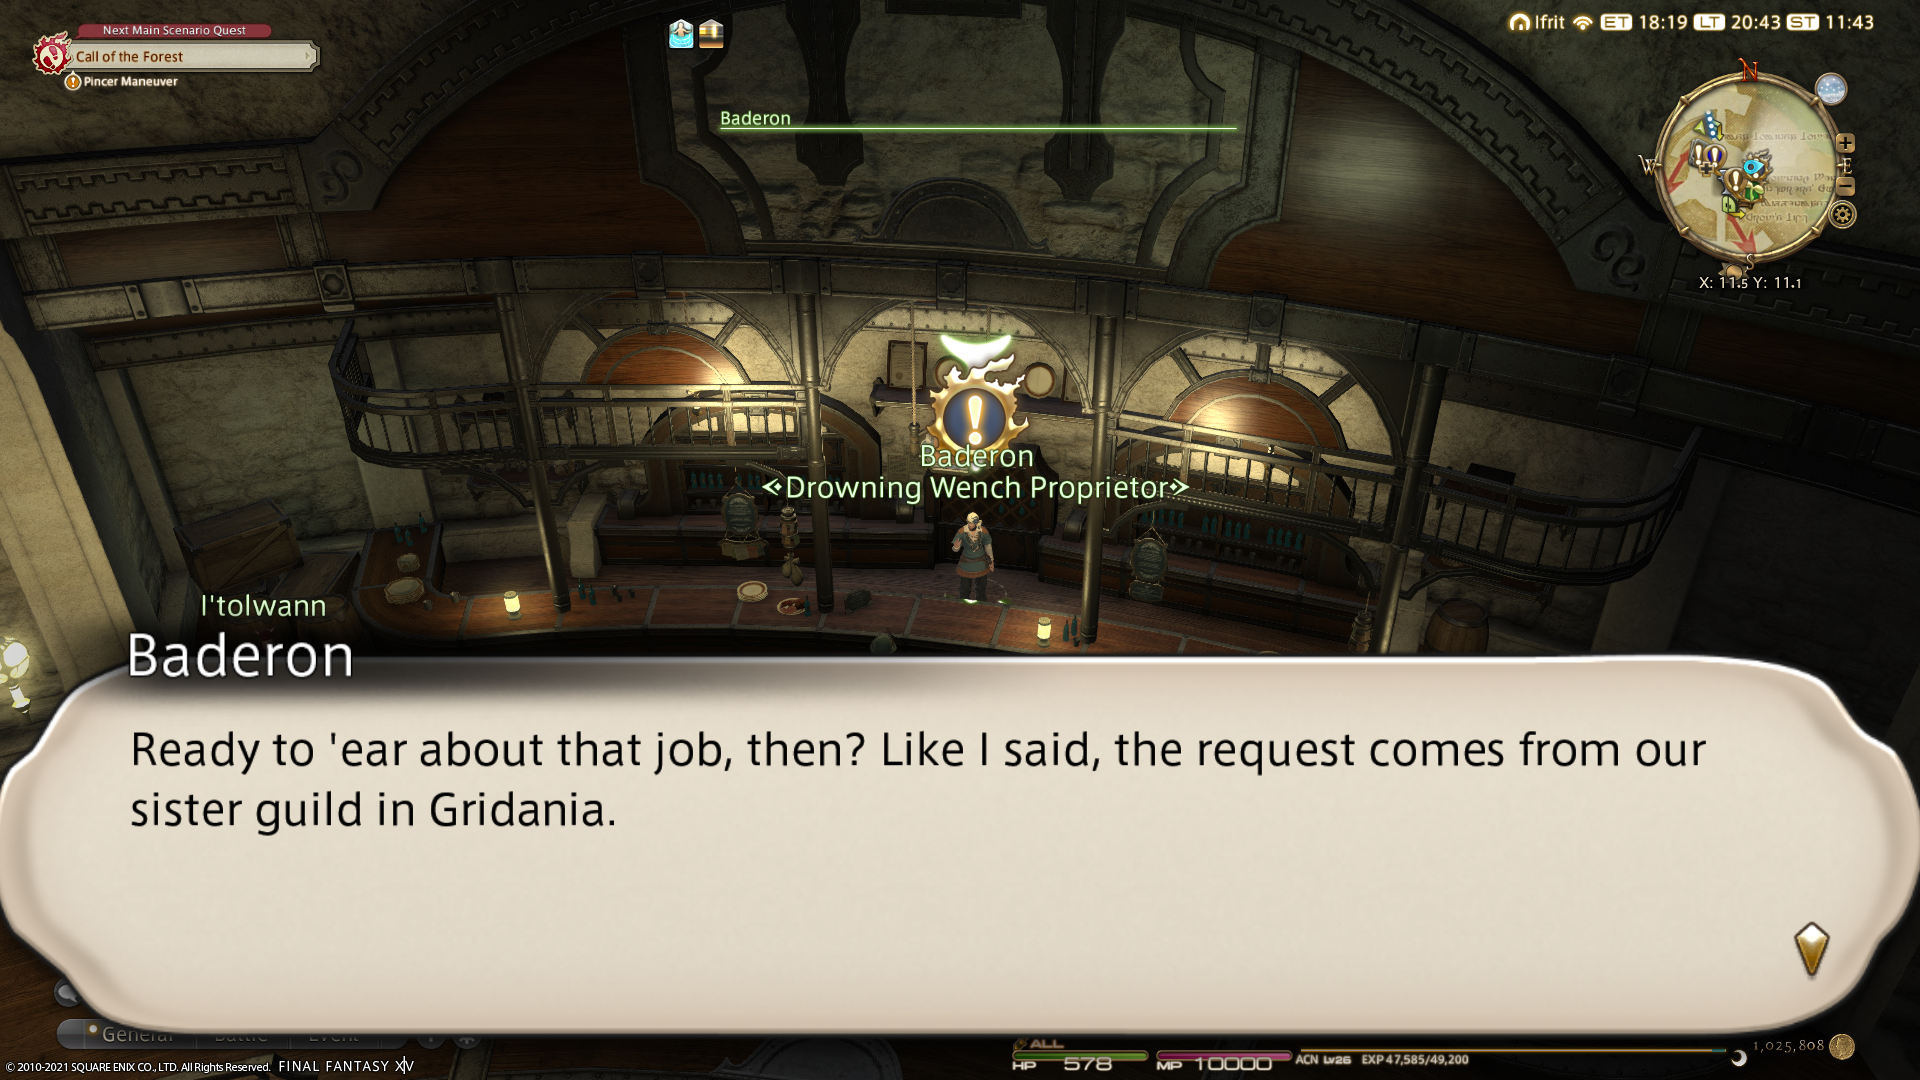 Next Main Scenario Quest
Call of the Forest
Pincer Maneuver
Ifrit ET 18:19 LT 20:43 ST 11:43
Baderon
N
W
E
S
X: 11.5 Y: 11.1
Baderon
Drowning Wench Proprietor
I'tolwann
Baderon
Ready to 'ear about that job, then? Like I said, the request comes from our
sister guild in Gridania.
General Battle Event
ALL
HP 578 MP 10000 ACN Lv26 EXP 47,585/49,200
1,025,808
© 2010-2021 SQUARE ENIX CO., LTD. All Rights Reserved. FINAL FANTASY XIV